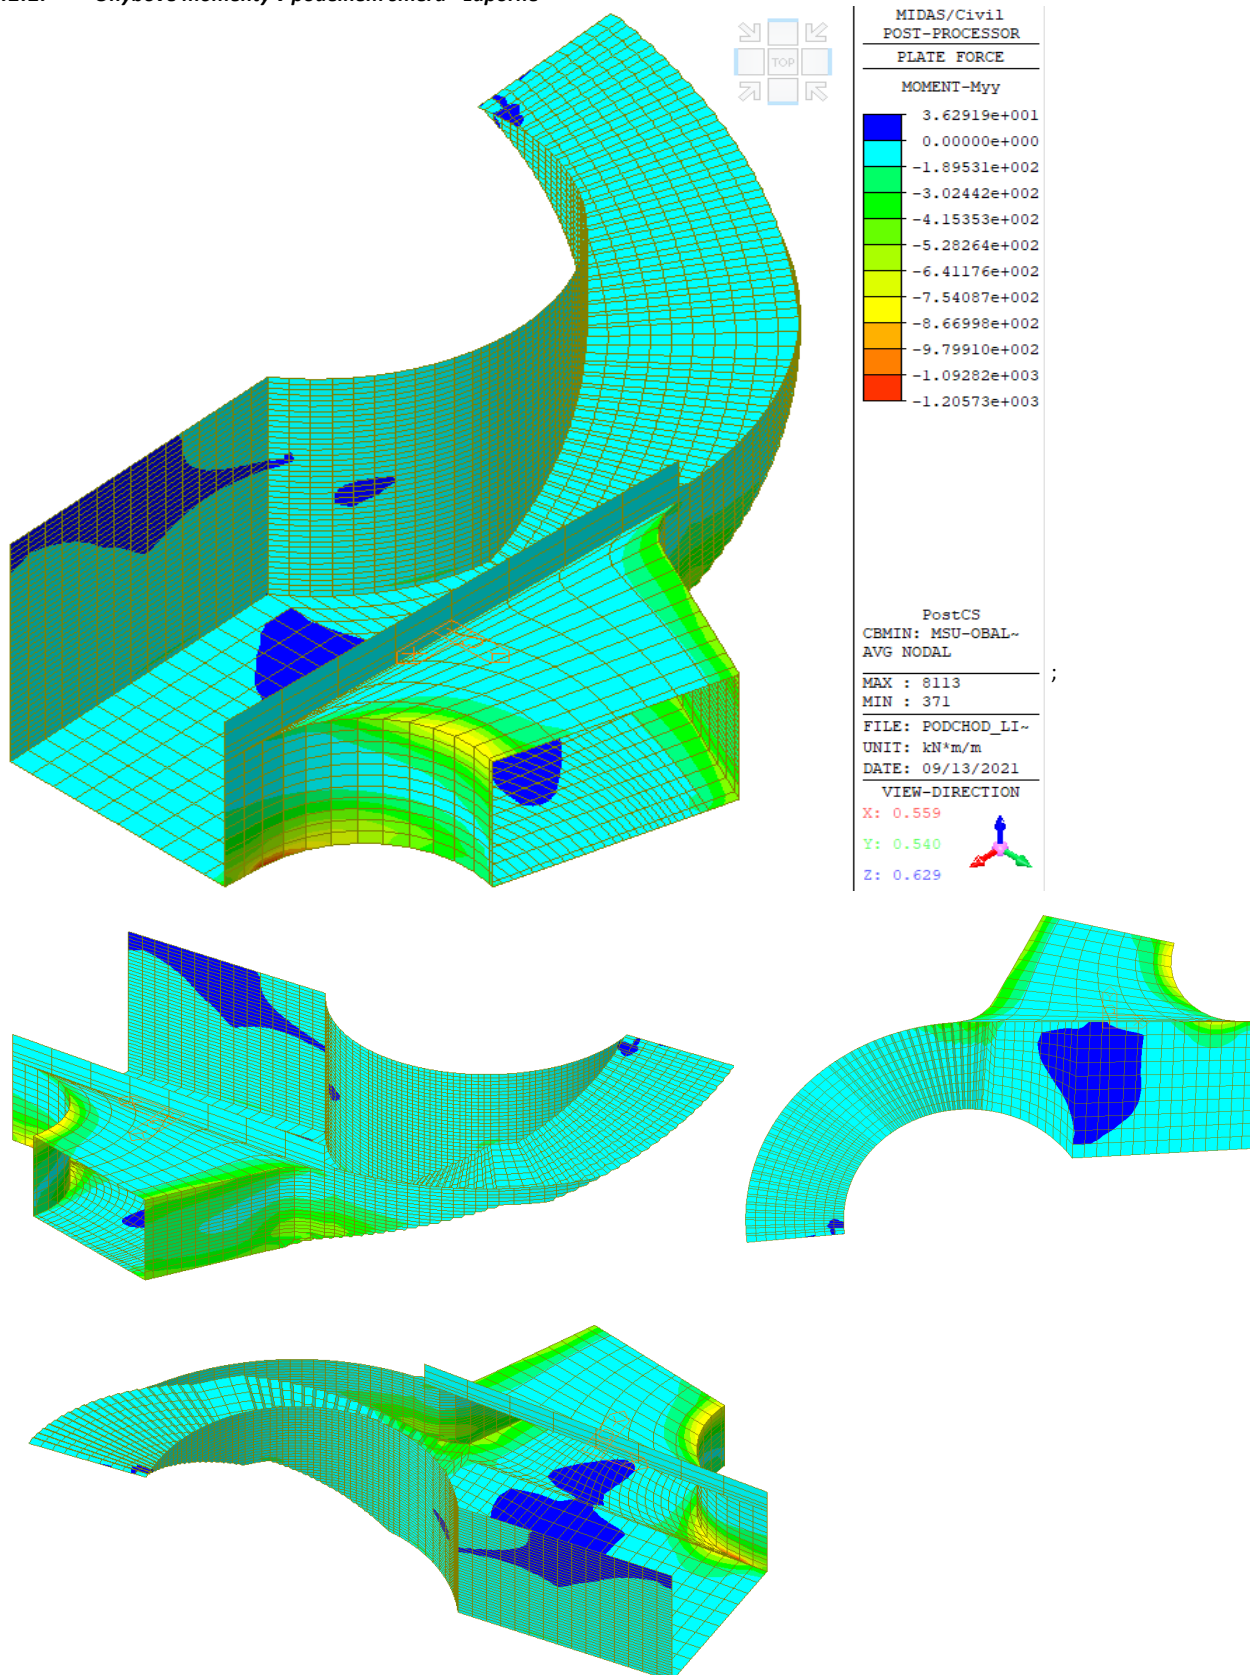 MIDAS/Civil
POST-PROCESSOR
PLATE FORCE
MOMENT-Myy
3.62919e+001
0.00000e+000
-1.89531e+002
-3.02442e+002
-4.15353e+002
-5.28264e+002
-6.41176e+002
-7.54087e+002
-8.66998e+002
-9.79910e+002
-1.09282e+003
-1.20573e+003
TOP
PostCS
CBMIN: MSU-OBAL~
AVG NODAL
MAX : 8113
MIN : 371
FILE: PODCHOD_LI~
UNIT: kN*m/m
DATE: 09/13/2021
VIEW-DIRECTION
X: 0.559
Y: 0.540
Z: 0.629
;